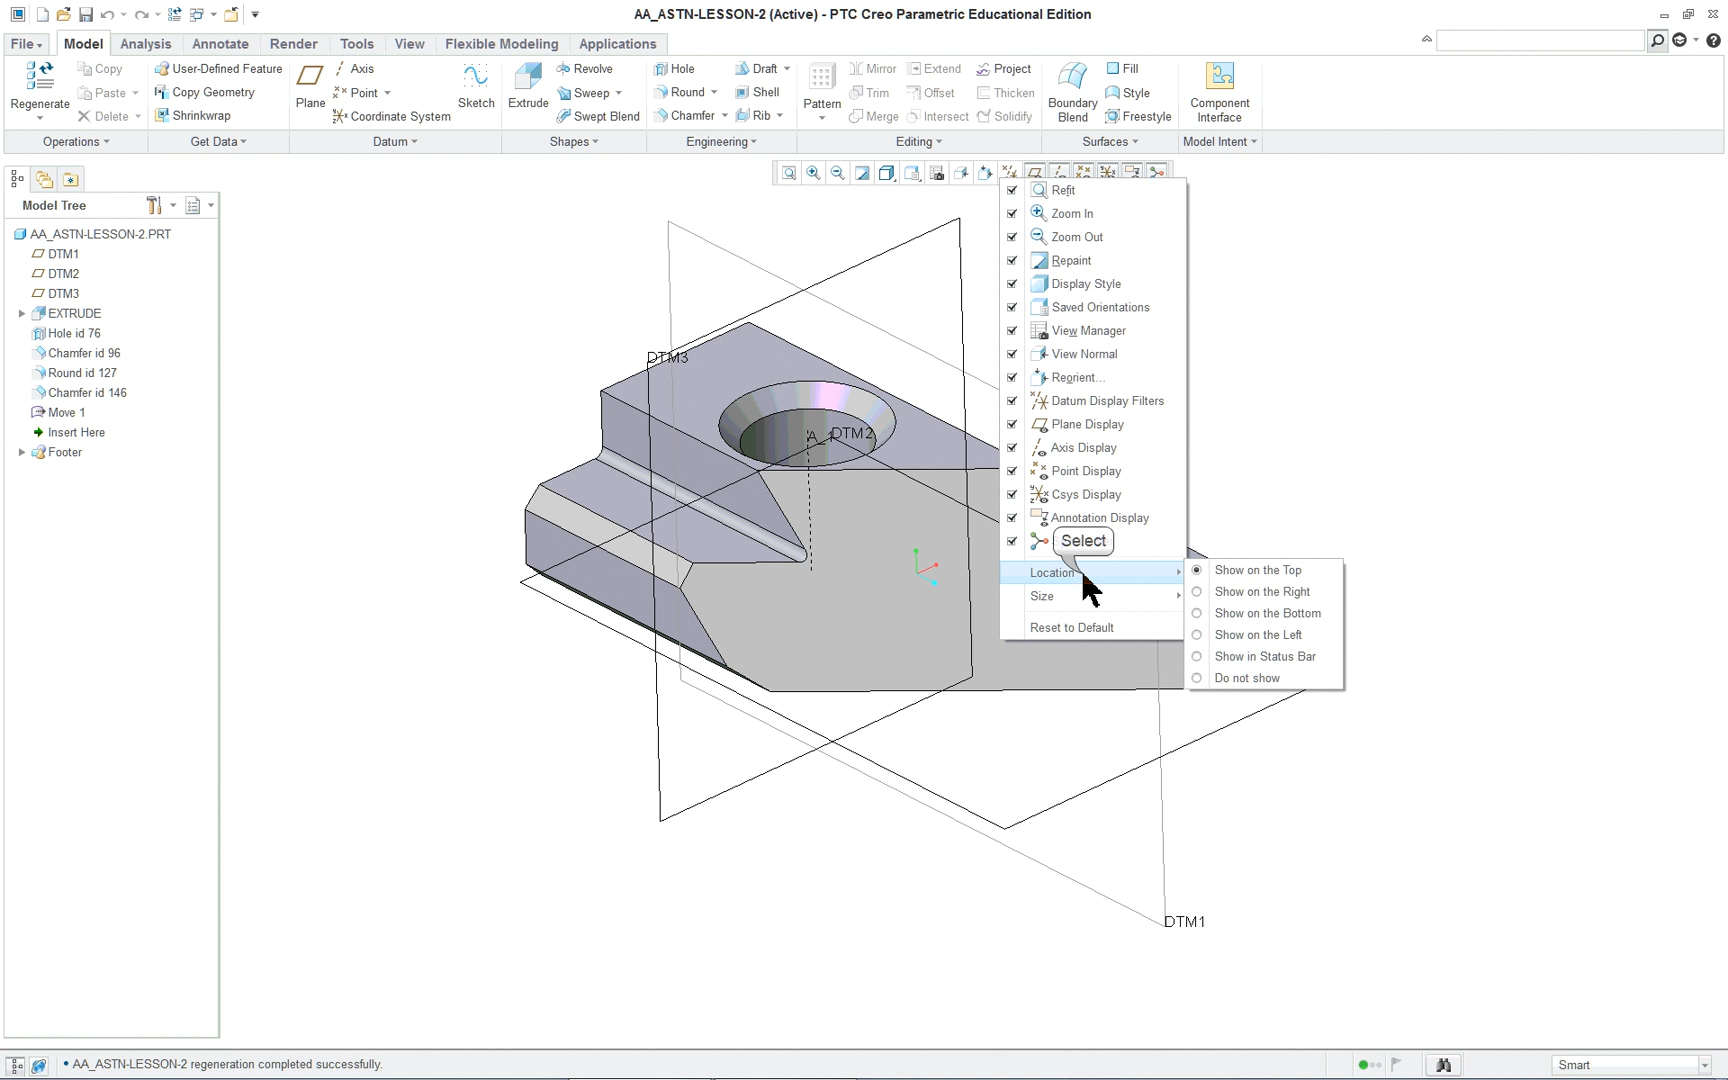 AA_ASTN-LESSON-2 (Active) - PTC Creo Parametric Educational Edition
File Model Analysis Annotate Render Tools View Flexible Modeling Applications
Regenerate Copy Paste Delete
User-Defined Feature Copy Geometry Shrinkwrap
Plane Axis Point Coordinate System Sketch
Extrude Revolve Sweep Swept Blend
Hole Round Chamfer Draft Shell Rib
Pattern Mirror Trim Merge Extend Offset Intersect Project Thicken Solidify
Boundary Blend Fill Style Freestyle
Component Interface
Operations Get Data Datum Shapes Engineering Editing Surfaces Model Intent
Model Tree
AA_ASTN-LESSON-2.PRT
DTM1
DTM2
DTM3
EXTRUDE
Hole id 76
Chamfer id 96
Round id 127
Chamfer id 146
Move 1
Insert Here
Footer
DTM3
A_1
DTM2
DTM1
Refit
Zoom In
Zoom Out
Repaint
Display Style
Saved Orientations
View Manager
View Normal
Reorient...
Datum Display Filters
Plane Display
Axis Display
Point Display
Csys Display
Annotation Display
Select
Location
Size
Reset to Default
Show on the Top
Show on the Right
Show on the Bottom
Show on the Left
Show in Status Bar
Do not show
• AA_ASTN-LESSON-2 regeneration completed successfully.
Smart